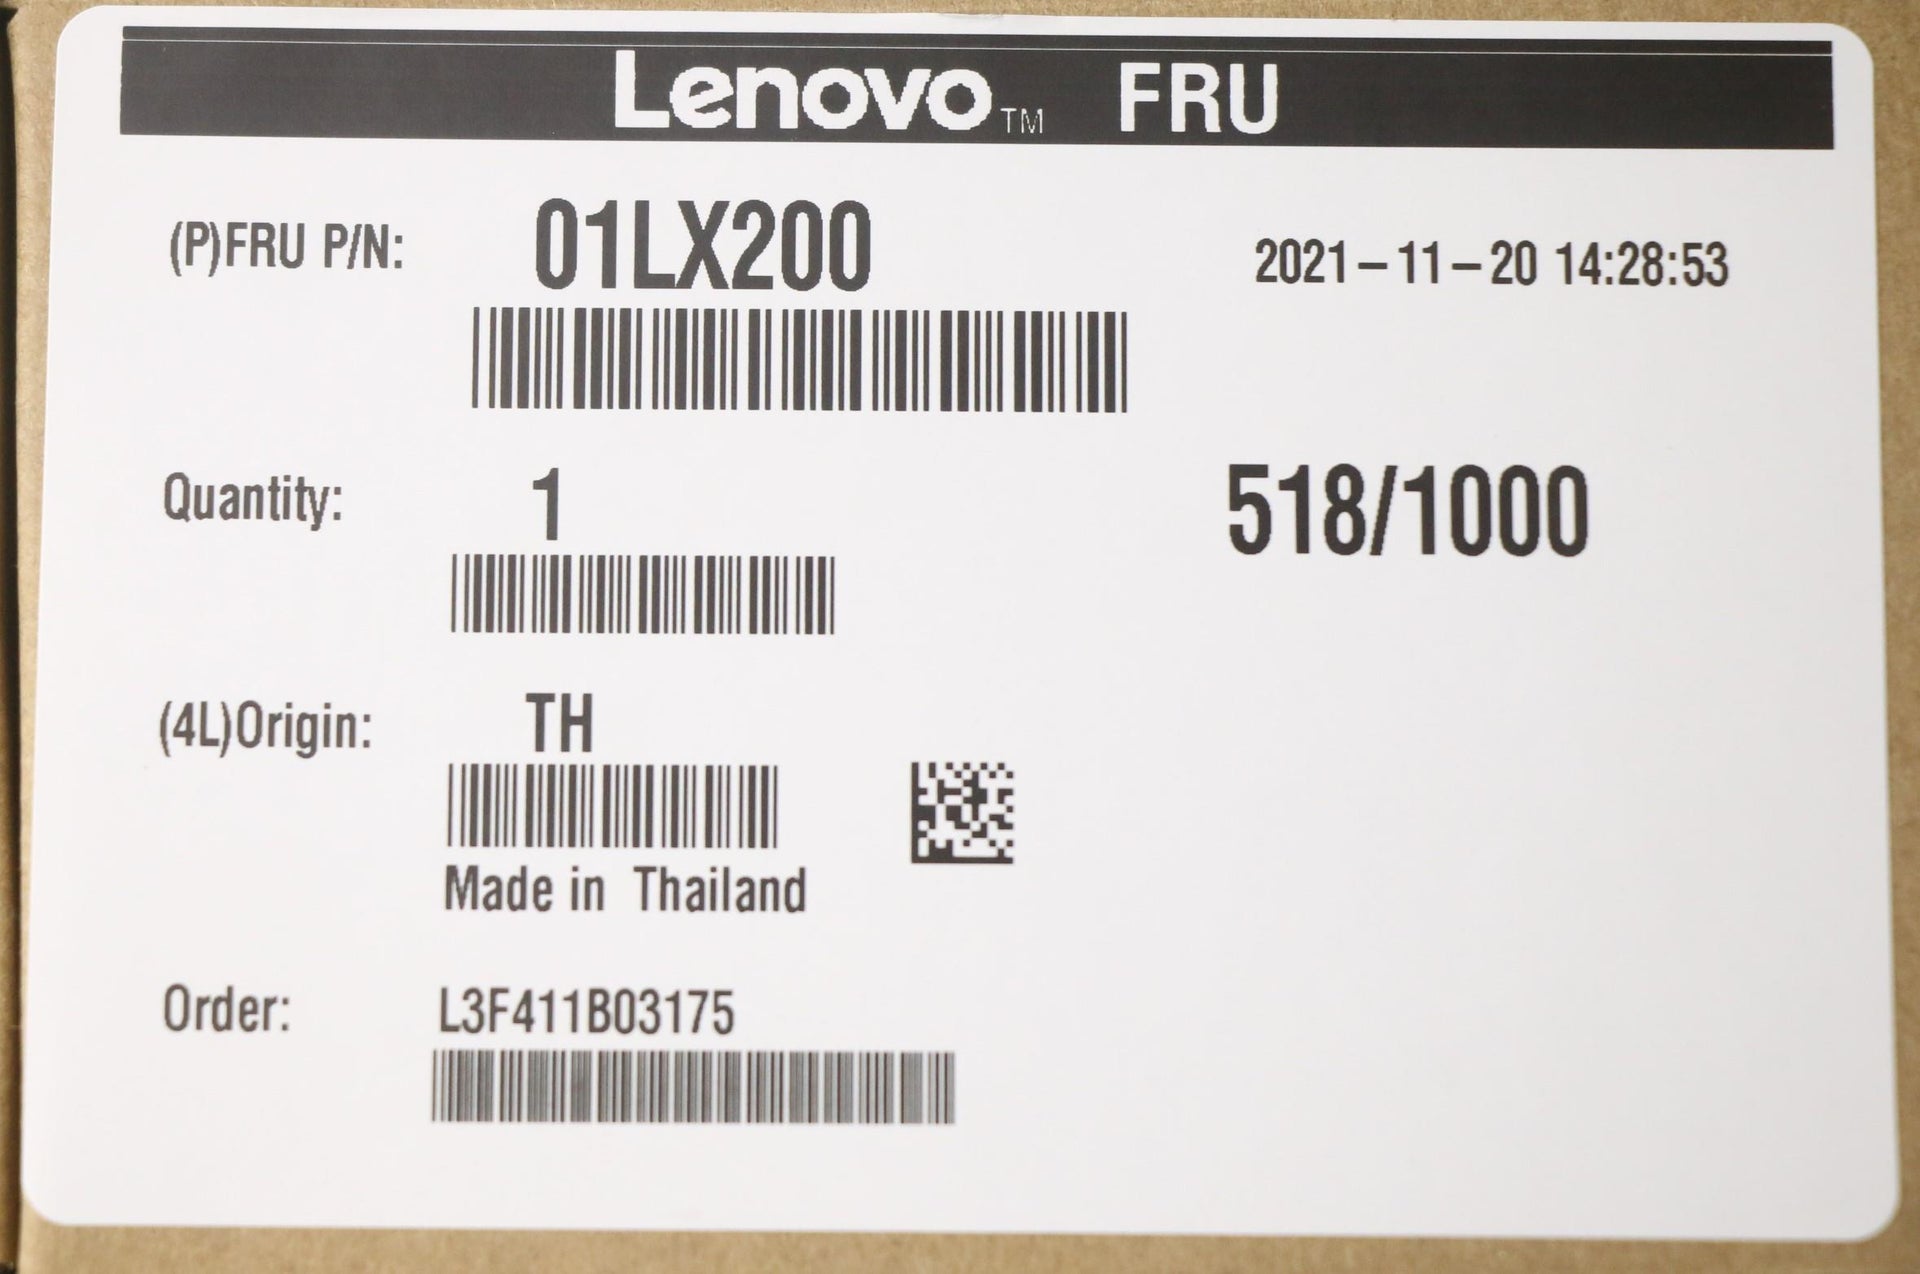 Lenovo™ FRU
(P)FRU P/N: 01LX200 2021-11-20 14:28:53
Quantity: 1 518/1000
(4L)Origin: TH
Made in Thailand
Order: L3F411B03175